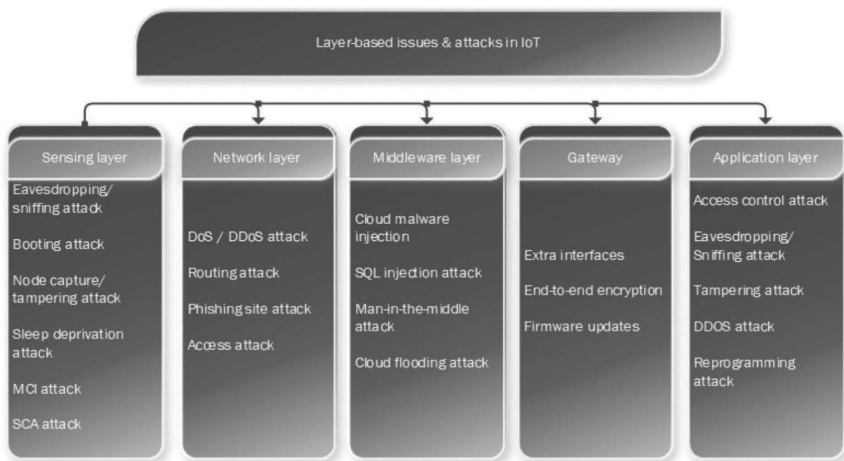 Layer-based issues & attacks in IoT
Sensing layer
Eavesdropping/
sniffing attack
Booting attack
Node capture/
tampering attack
Sleep deprivation
attack
MCI attack
SCA attack
Network layer
DoS / DDoS attack
Routing attack
Phishing site attack
Access attack
Middleware layer
Cloud malware
injection
SQL injection attack
Man-in-the-middle
attack
Cloud flooding attack
Gateway
Extra interfaces
End-to-end encryption
Firmware updates
Application layer
Access control attack
Eavesdropping/
Sniffing attack
Tampering attack
DDOS attack
Reprogramming
attack